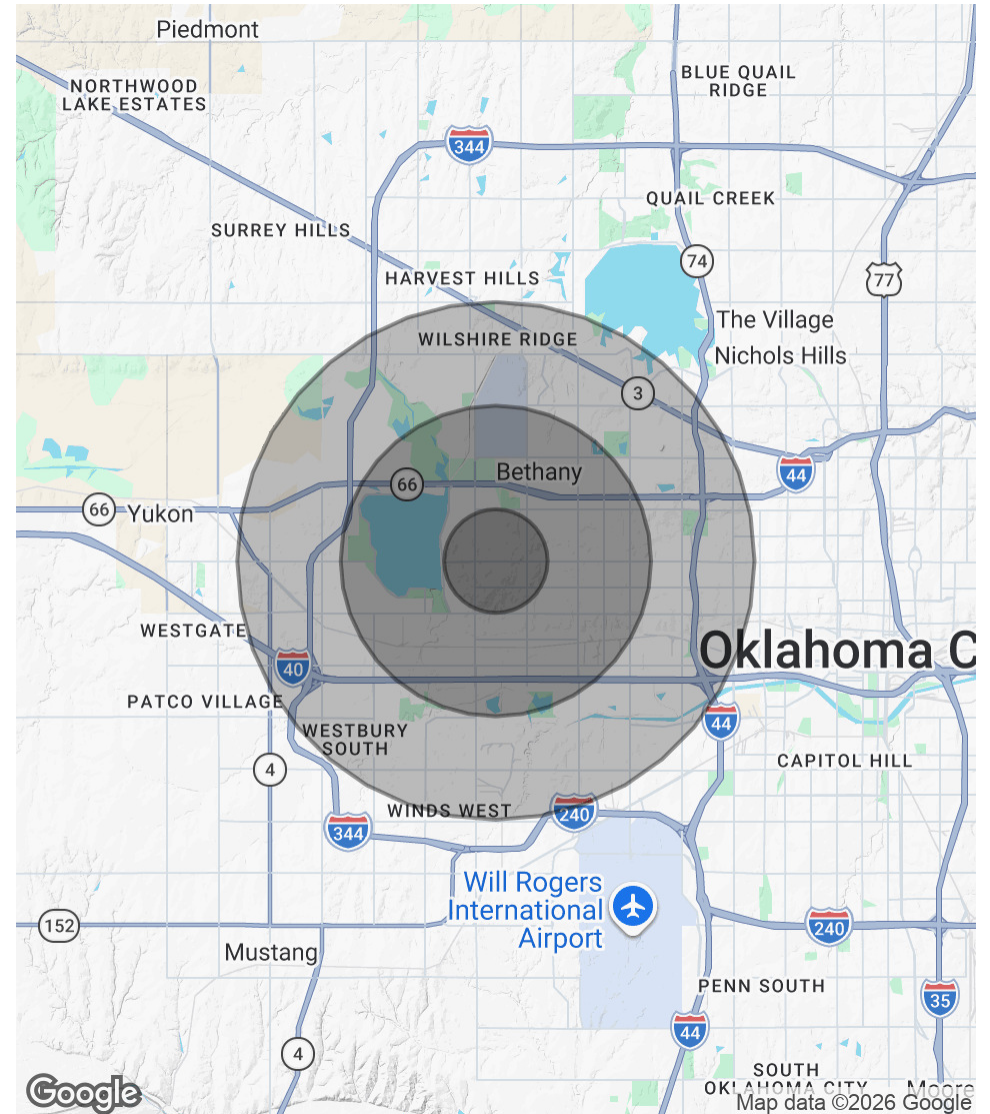 Piedmont
NORTHWOOD
LAKE ESTATES
BLUE QUAIL
RIDGE
344
QUAIL CREEK
SURREY HILLS
74
HARVEST HILLS
77
The Village
WILSHIRE RIDGE
Nichols Hills
3
Bethany
44
66
66
Yukon
WESTGATE
Oklahoma C
40
PATCO VILLAGE
44
WESTBURY
SOUTH
CAPITOL HILL
4
WINDS WEST
240
344
Will Rogers
International
Airport
152
240
Mustang
PENN SOUTH
35
44
4
SOUTH
OKLAHOMA CITY
Moore
Google
Map data ©2026 Google